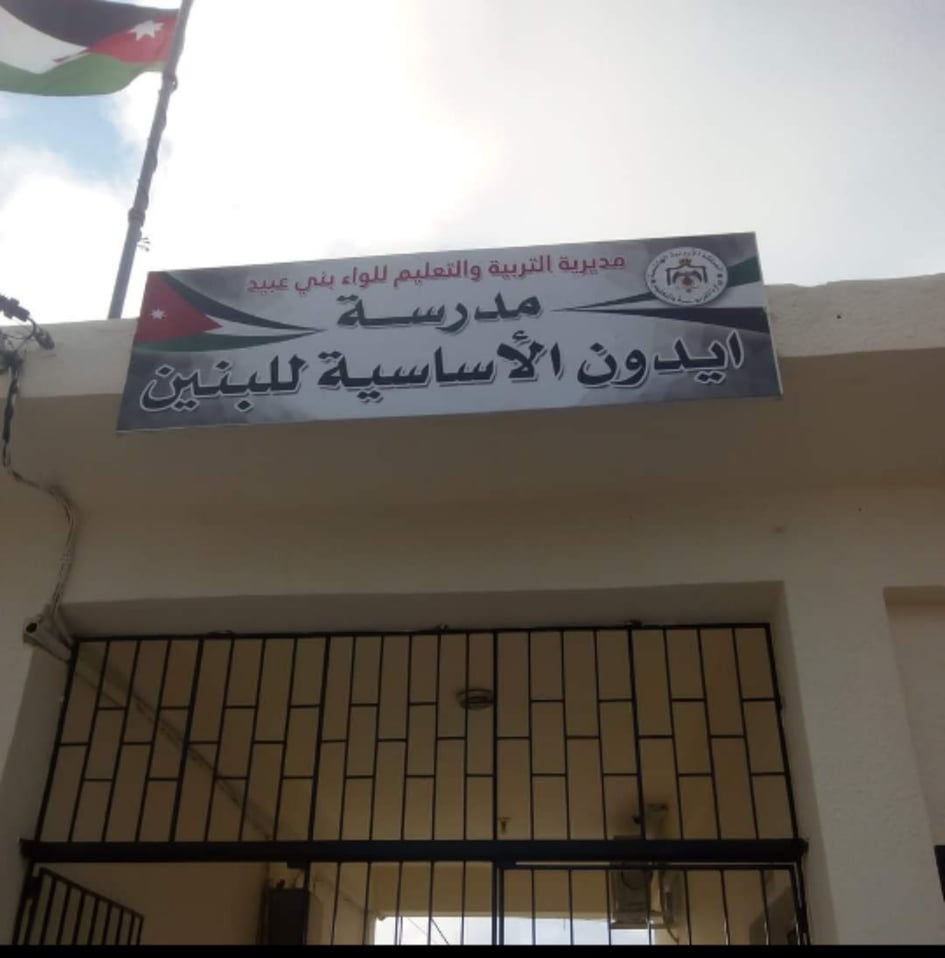 مديرية التربية والتعليم للواء بني عبيد
مدرسة
ايدون الأساسية للبنين